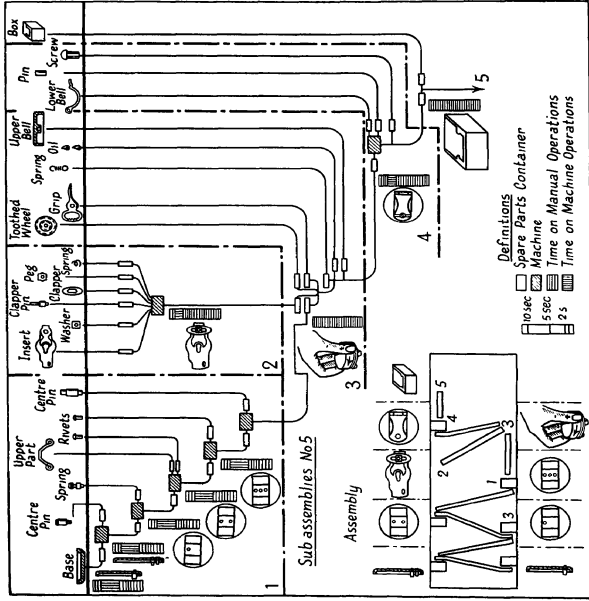 Base
Centre
Pin
Spring
Upper
Part
Rivets
Centre
Pin
Insert
Washer
Clapper
Pin
Clapper
Peg
Spring
Toothed
Wheel
Grip
Spring
Oil
Upper
Bell
Lower
Bell
Pin
Screw
Box
1
2
3
4
5
Sub assemblies No 5
Assembly
2
4
5
3
1
3
Definitions
10sec
5sec
2s
Spare Parts Container
Machine
Time on Manual Operations
Time on Machine Operations